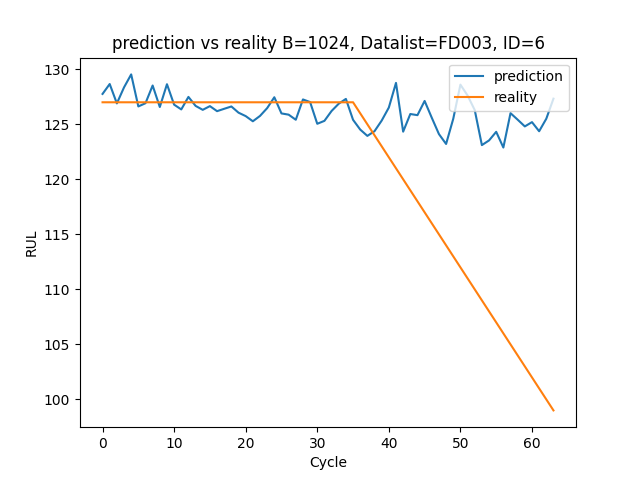 prediction vs reality B=1024, Datalist=FD003, ID=6
prediction
reality
130
125
120
115
110
105
100
RUL
0 10 20 30 40 50 60
Cycle